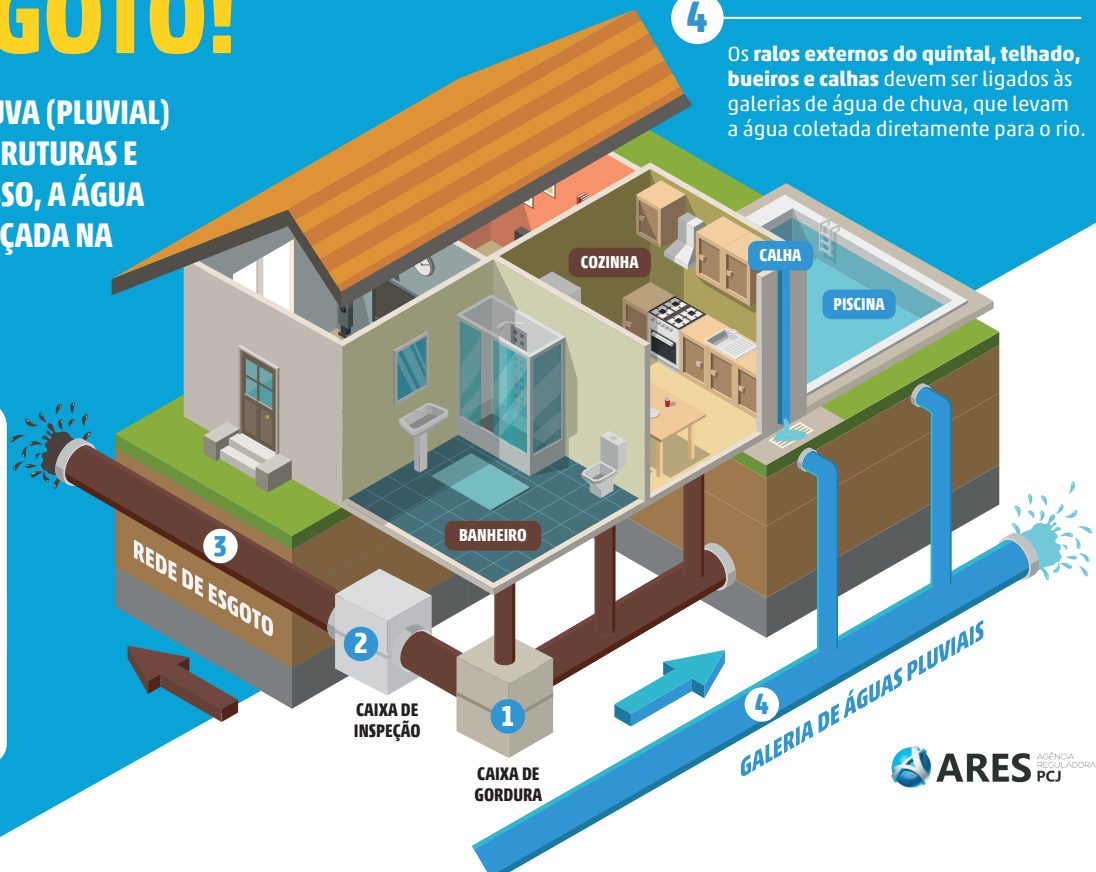 GOTO!
UVA (PLUVIAL)
RUTURAS E
SSO, A ÁGUA
ÇADA NA
4
Os ralos externos do quintal, telhado,
bueiros e calhas devem ser ligados às
galerias de água de chuva, que levam
a água coletada diretamente para o rio.
COZINHA
CALHA
PISCINA
BANHEIRO
3
REDE DE ESGOTO
2
CAIXA DE
INSPEÇÃO
1
CAIXA DE
GORDURA
4
GALERIA DE ÁGUAS PLUVIAIS
ARES
AGÊNCIA
REGULADORA
PCJ